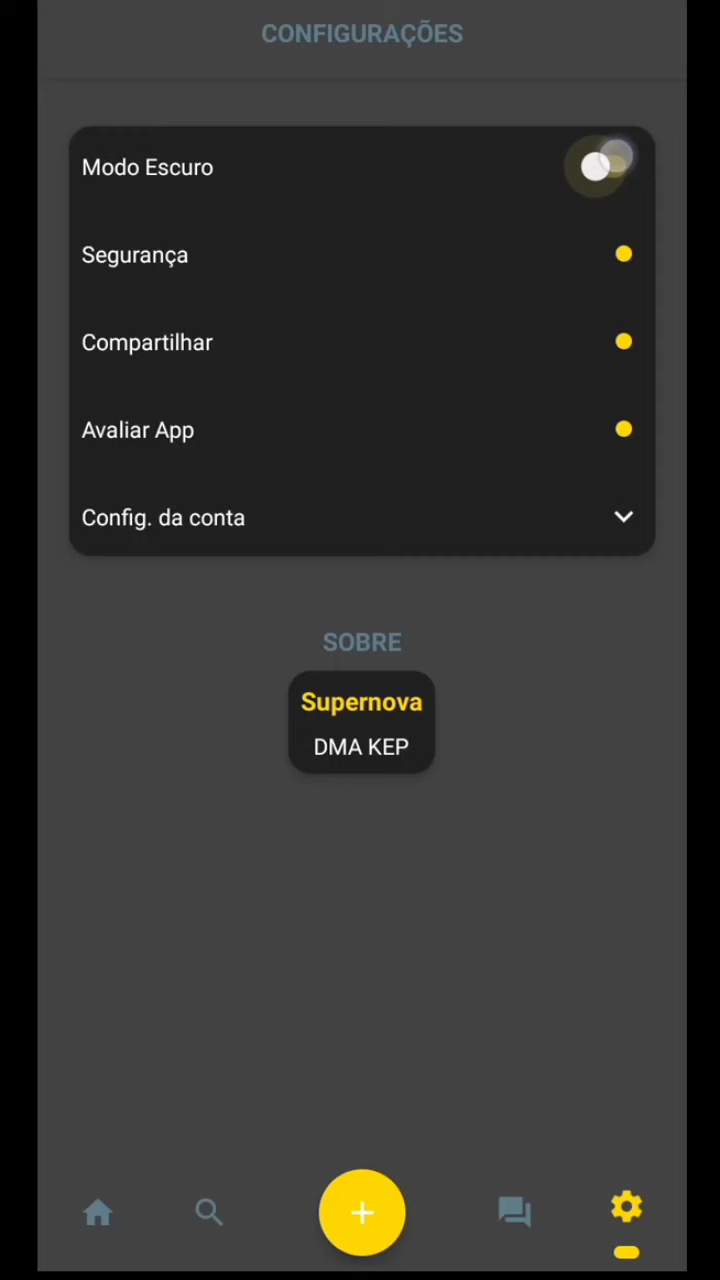 CONFIGURAÇÕES
Modo Escuro
Segurança
Compartilhar
Avaliar App
Config. da conta
SOBRE
Supernova
DMA KEP